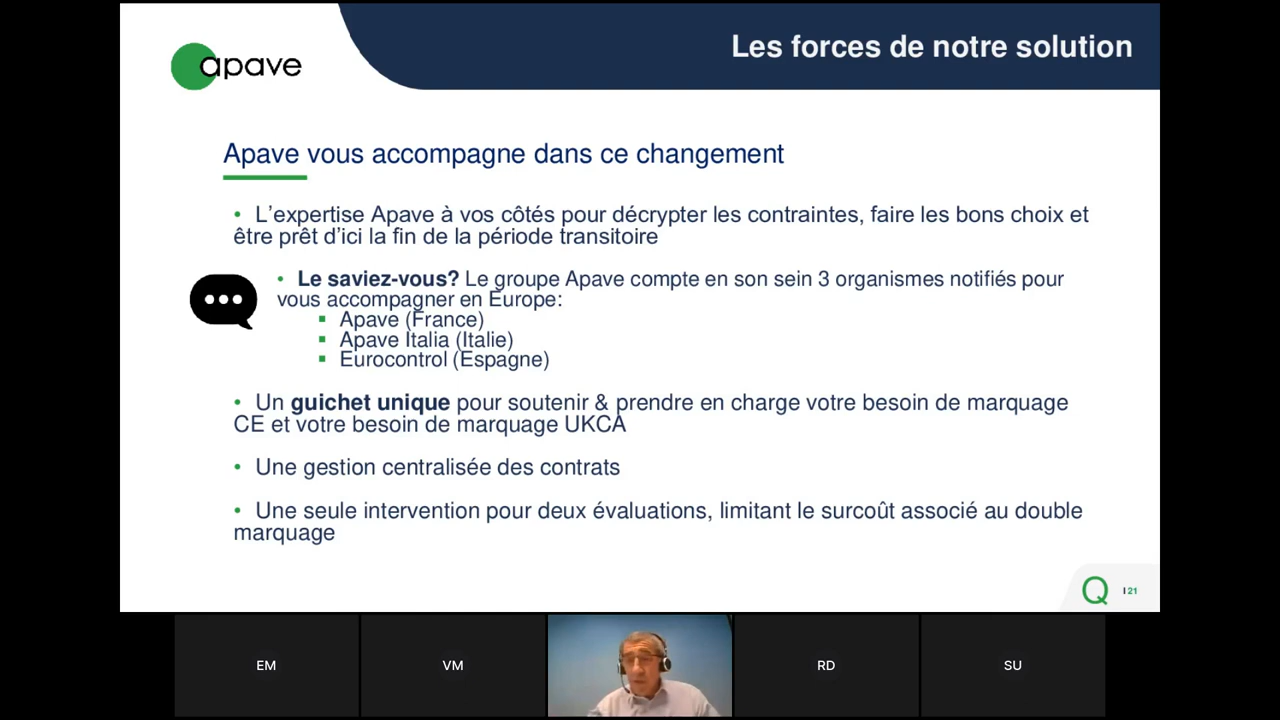 apave
Les forces de notre solution
Apave vous accompagne dans ce changement
• L’expertise Apave à vos côtés pour décrypter les contraintes, faire les bons choix et
être prêt d’ici la fin de la période transitoire
• Le saviez-vous? Le groupe Apave compte en son sein 3 organismes notifiés pour
vous accompagner en Europe:
▪ Apave (France)
▪ Apave Italia (Italie)
▪ Eurocontrol (Espagne)
• Un guichet unique pour soutenir & prendre en charge votre besoin de marquage
CE et votre besoin de marquage UKCA
• Une gestion centralisée des contrats
• Une seule intervention pour deux évaluations, limitant le surcoût associé au double
marquage
Q I 21
EM
VM
RD
SU